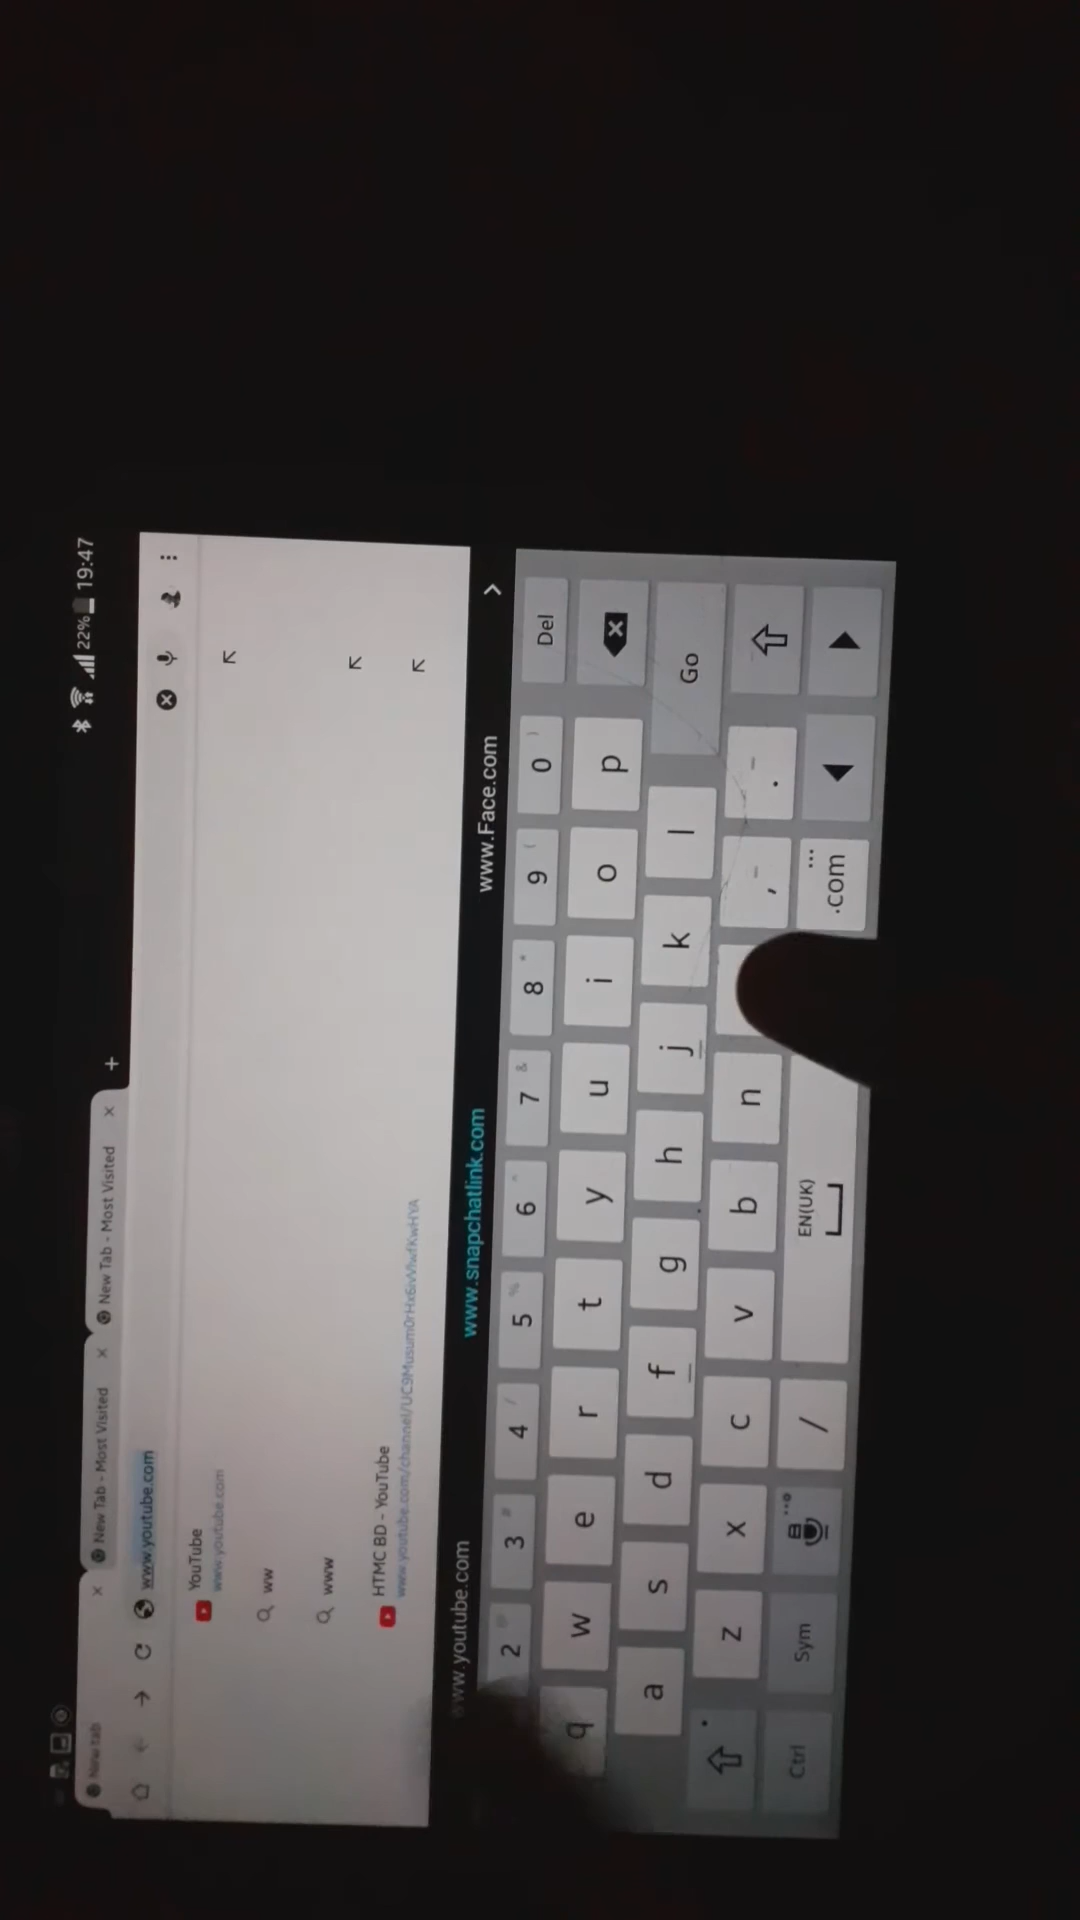 22% 19:47
New tab
New Tab - Most Visited
New Tab - Most Visited
www.youtube.com
YouTube
www.youtube.com
ww
www
HTMC BD - YouTube
www.youtube.com
www.snapchatlink.com
www.Face.com
2 3 # 4 / 5 % 6 ^ 7 & 8 * 9 ( 0 ) Del
q w e r t y u i o p
a s d f g h j k l Go
z x c v b n , - . -
Ctrl Sym / EN(UK) .com ...